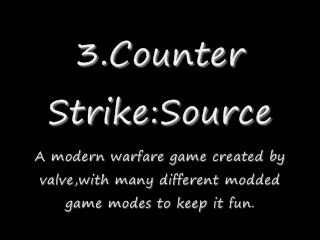 3.Counter
Strike:Source
A modern warfare game created by
valve,with many different modded
game modes to keep it fun.